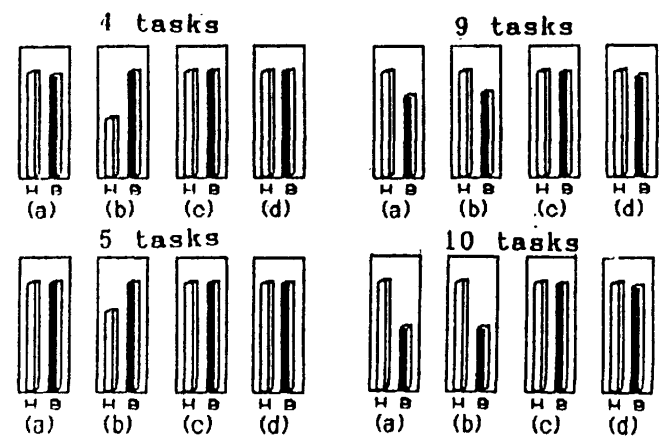 4 tasks 9 tasks
H B H B H B H B H B H B H B H B
(a) (b) (c) (d) (a) (b) (c) (d)
5 tasks 10 tasks
H B H B H B H B H B H B H B H B
(a) (b) (c) (d) (a) (b) (c) (d)